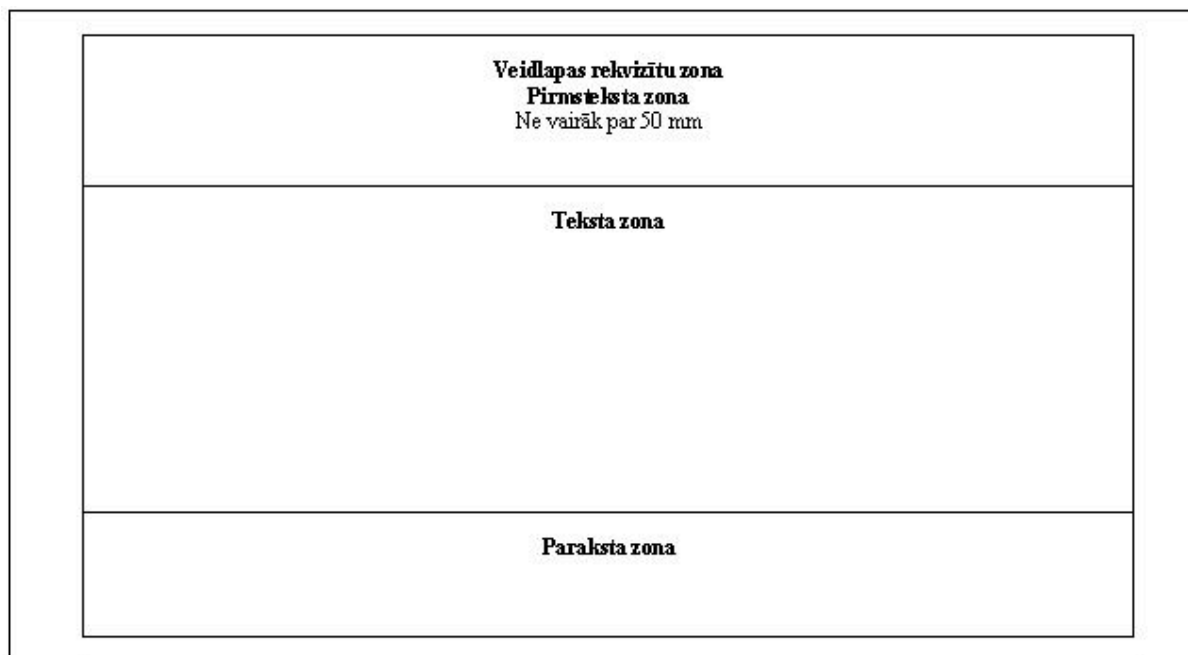 Veidlapas rekvizītu zona
Pirmsteksta zona
Ne vairāk par 50 mm
Teksta zona
Paraksta zona